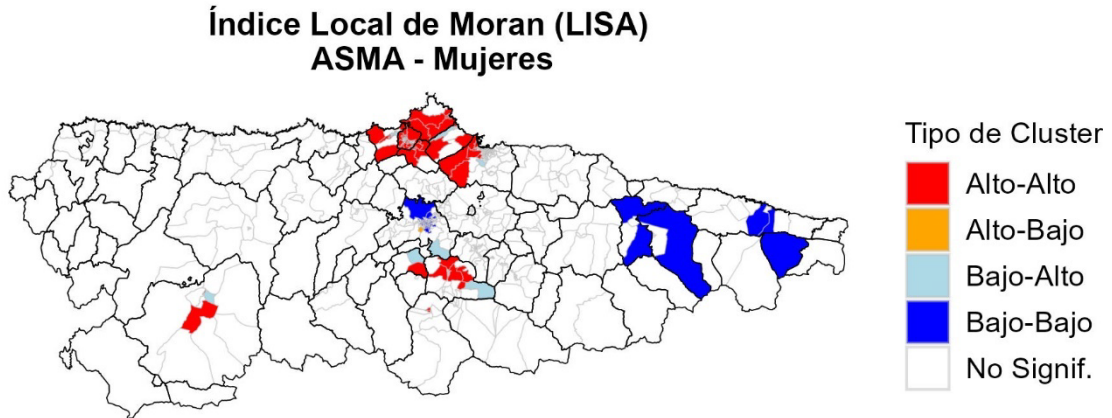 Índice Local de Moran (LISA)
ASMA - Mujeres
Tipo de Cluster
Alto-Alto
Alto-Bajo
Bajo-Alto
Bajo-Bajo
No Signif.